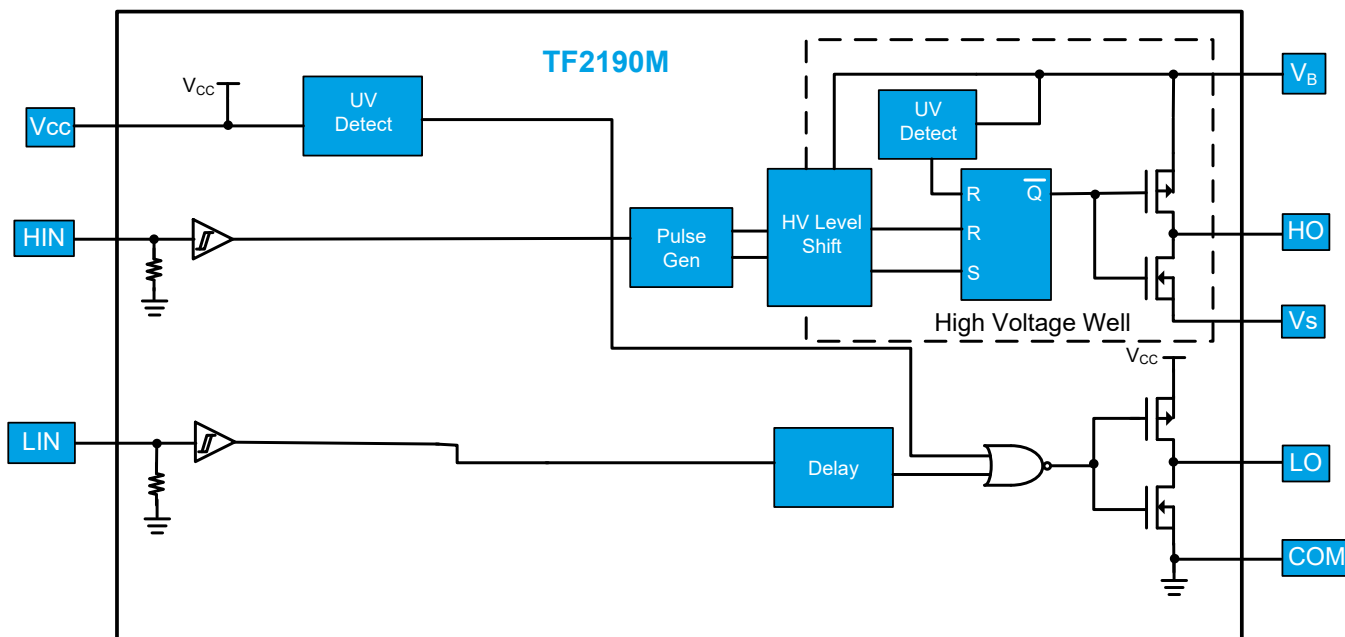 TF2190M
VCC
UV
Detect
VB
Vcc
UV
Detect
R
Q
HIN
Pulse
Gen
HV Level
Shift
R
HO
S
High Voltage Well
Vs
VCC
LIN
Delay
LO
COM